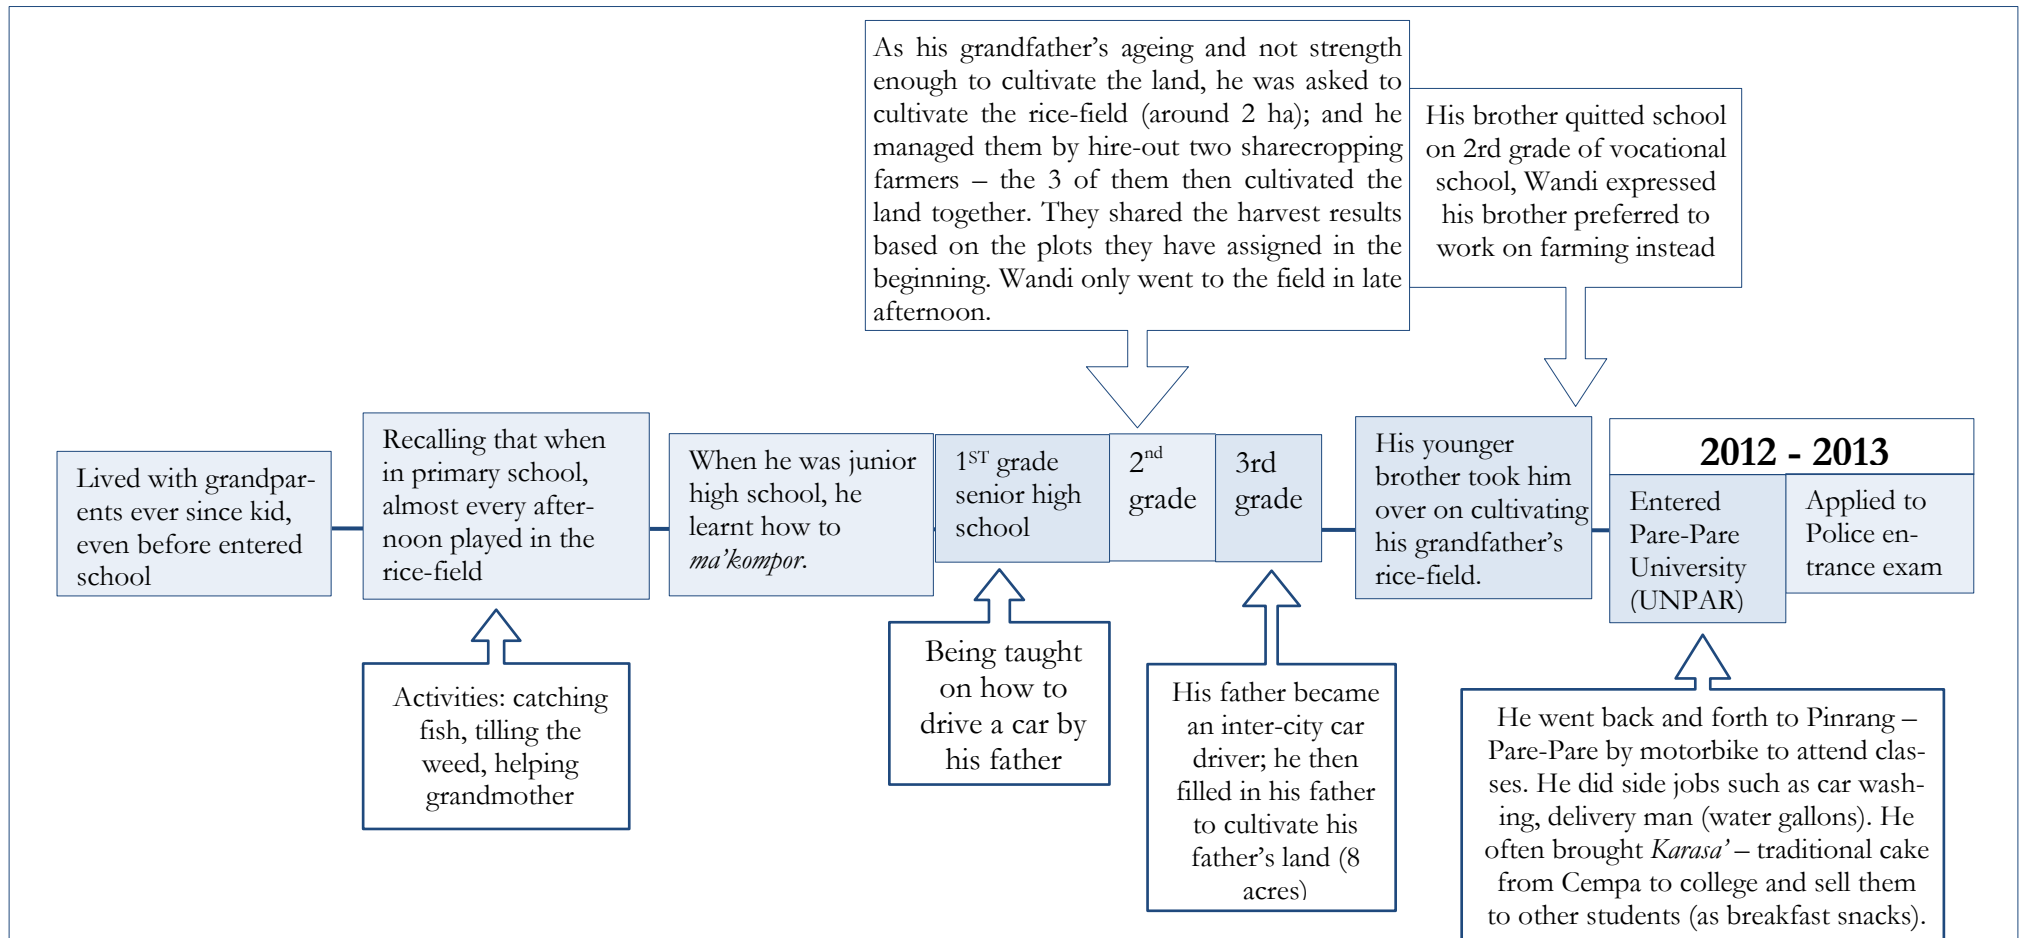 As his grandfather’s ageing and not strength
enough to cultivate the land, he was asked to
cultivate the rice-field (around 2 ha); and he
managed them by hire-out two sharecropping
farmers – the 3 of them then cultivated the
land together. They shared the harvest results
based on the plots they have assigned in the
beginning. Wandi only went to the field in late
afternoon.
His brother quitted school
on 2rd grade of vocational
school, Wandi expressed
his brother preferred to
work on farming instead
Lived with grandpar-
ents ever since kid,
even before entered
school
Recalling that when
in primary school,
almost every after-
noon played in the
rice-field
When he was junior
high school, he
learnt how to
ma’kompor.
1ST grade
senior high
school
2nd
grade
3rd
grade
His younger
brother took him
over on cultivating
his grandfather’s
rice-field.
2012 - 2013
Entered
Pare-Pare
University
(UNPAR)
Applied to
Police en-
trance exam
Activities: catching
fish, tilling the
weed, helping
grandmother
Being taught
on how to
drive a car by
his father
His father became
an inter-city car
driver; he then
filled in his father
to cultivate his
father’s land (8
acres)
He went back and forth to Pinrang –
Pare-Pare by motorbike to attend clas-
ses. He did side jobs such as car wash-
ing, delivery man (water gallons). He
often brought Karasa’ – traditional cake
from Cempa to college and sell them
to other students (as breakfast snacks).